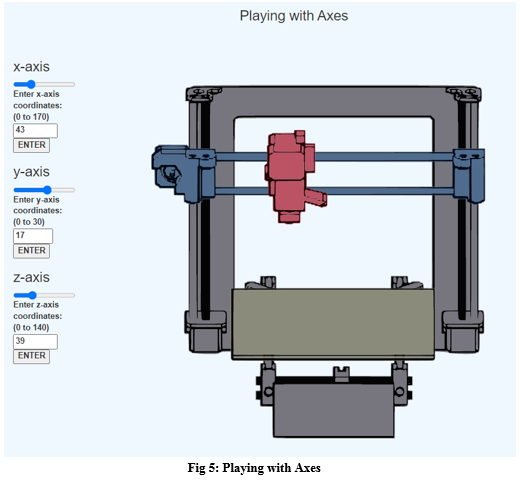 Playing with Axes
x-axis
Enter x-axis
coordinates:
(0 to 170)
43
ENTER
y-axis
Enter y-axis
coordinates:
(0 to 30)
17
ENTER
z-axis
Enter z-axis
coordinates:
(0 to 140)
39
ENTER
Fig 5: Playing with Axes